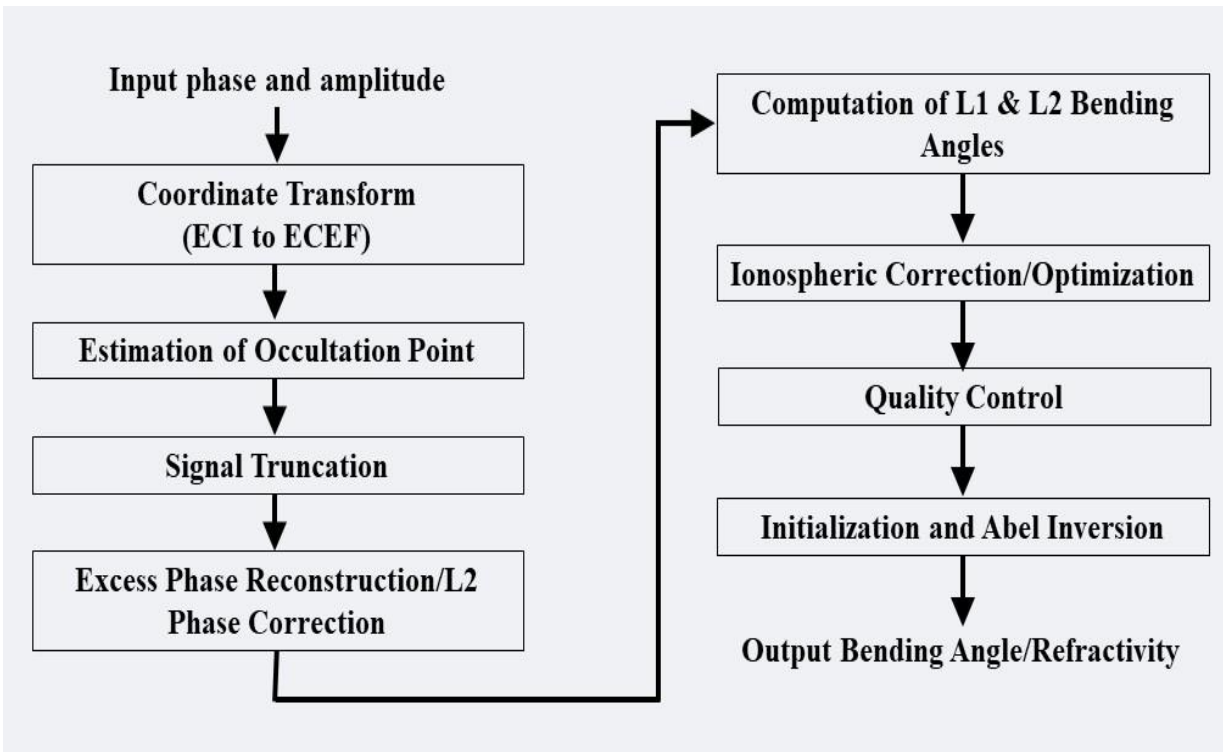 Input phase and amplitude
Coordinate Transform
(ECI to ECEF)
Estimation of Occultation Point
Signal Truncation
Excess Phase Reconstruction/L2
Phase Correction
Computation of L1 & L2 Bending
Angles
Ionospheric Correction/Optimization
Quality Control
Initialization and Abel Inversion
Output Bending Angle/Refractivity